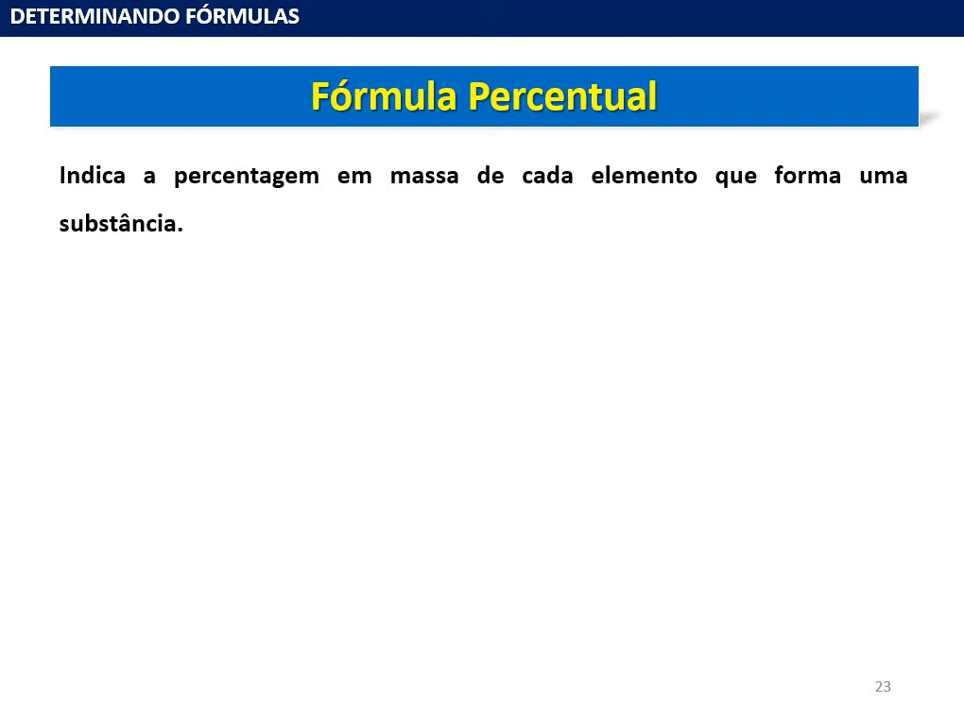 DETERMINANDO FÓRMULAS
Fórmula Percentual
Indica a percentagem em massa de cada elemento que forma uma
substância.
23